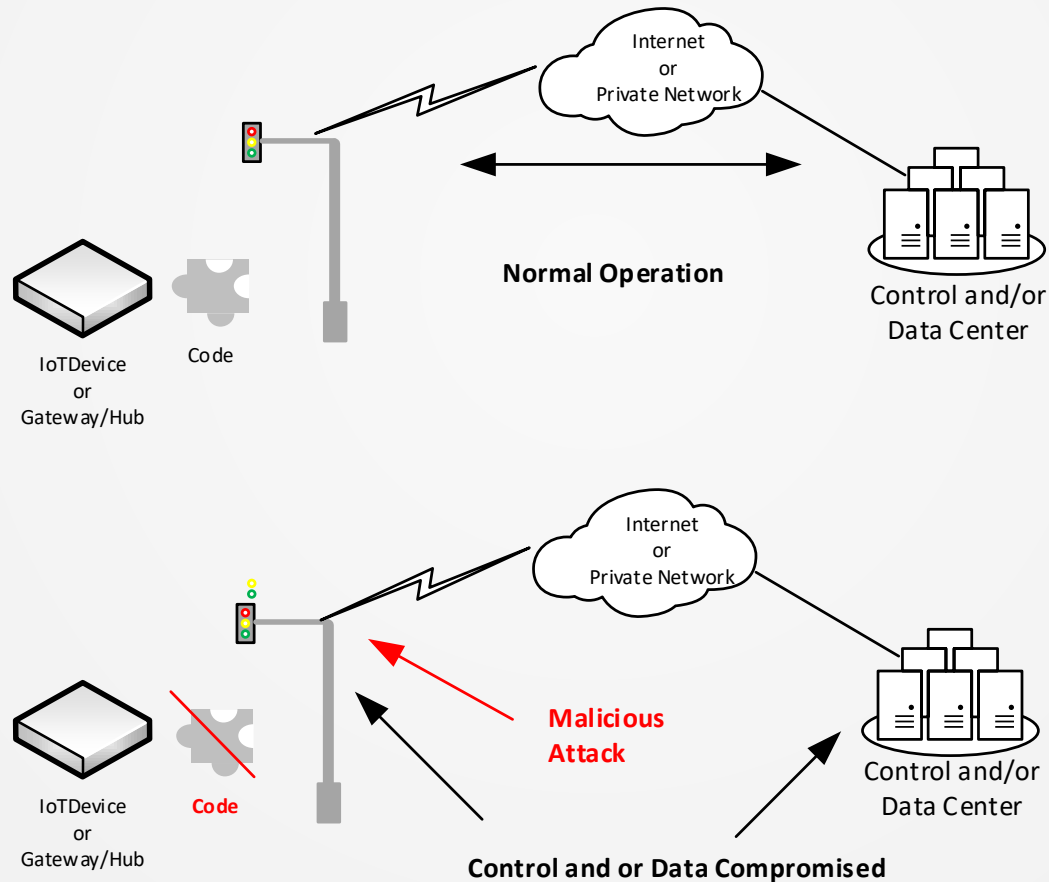 Internet
or
Private Network
Normal Operation
Control and/or
Data Center
Code
IoTDevice
or
Gateway/Hub
Internet
or
Private Network
Malicious
Attack
Control and/or
Data Center
Code
IoTDevice
or
Gateway/Hub
Control and or Data Compromised